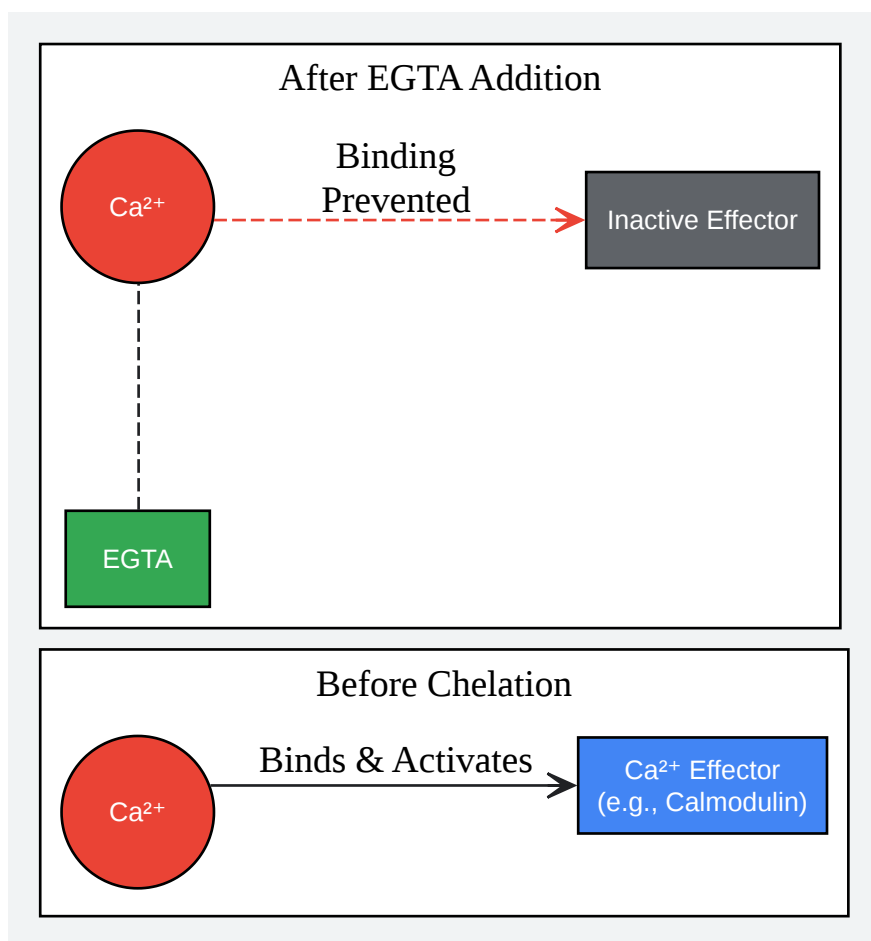 After EGTA Addition
Binding
Prevented
Ca²⁺
Inactive Effector
EGTA
Before Chelation
Binds & Activates
Ca²⁺
Ca²⁺ Effector
(e.g., Calmodulin)